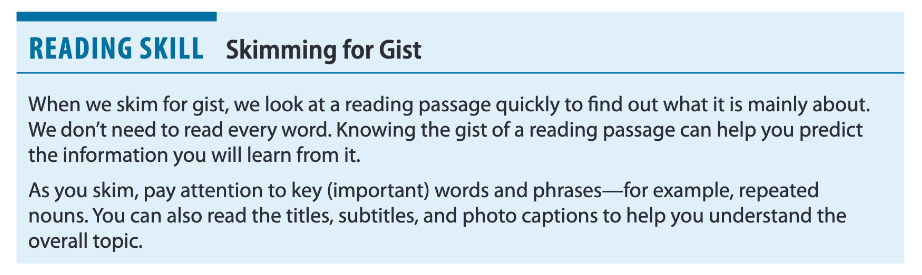 READING SKILL Skimming for Gist
When we skim for gist, we look at a reading passage quickly to find out what it is mainly about.
We don’t need to read every word. Knowing the gist of a reading passage can help you predict
the information you will learn from it.
As you skim, pay attention to key (important) words and phrases—for example, repeated
nouns. You can also read the titles, subtitles, and photo captions to help you understand the
overall topic.